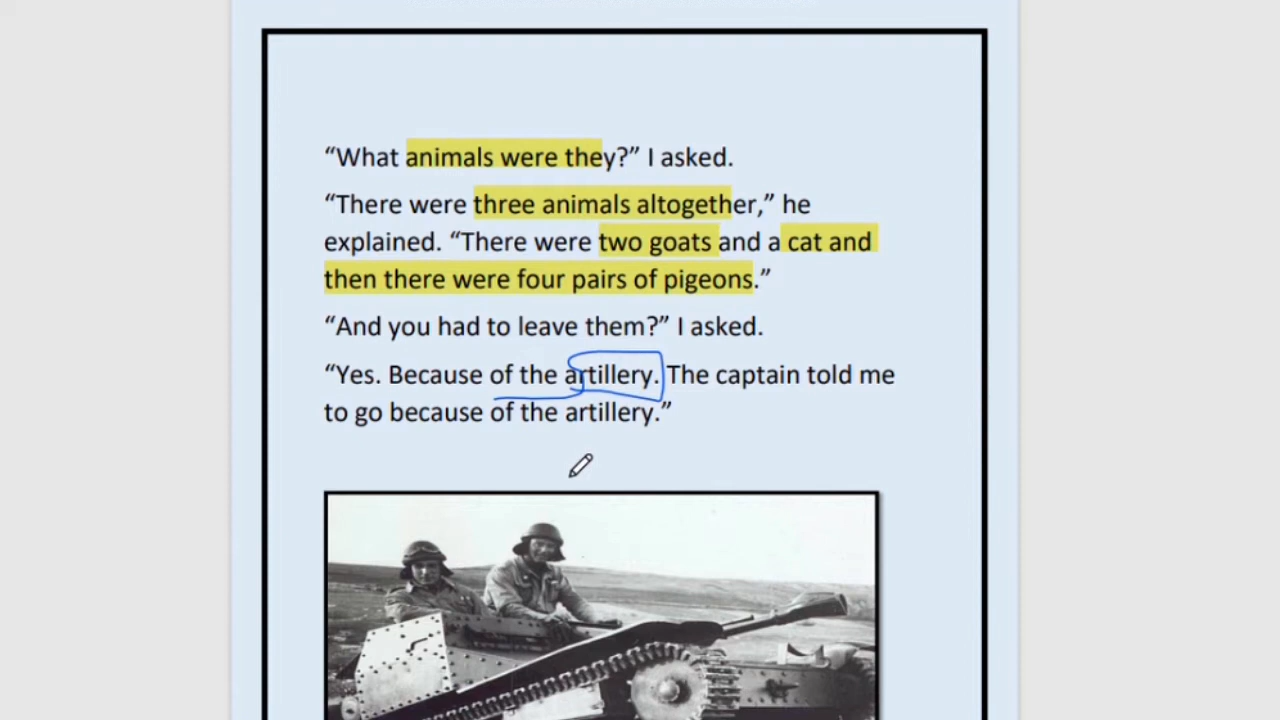 “What animals were they?” I asked.
“There were three animals altogether,” he
explained. “There were two goats and a cat and
then there were four pairs of pigeons.”
“And you had to leave them?” I asked.
“Yes. Because of the artillery. The captain told me
to go because of the artillery.”